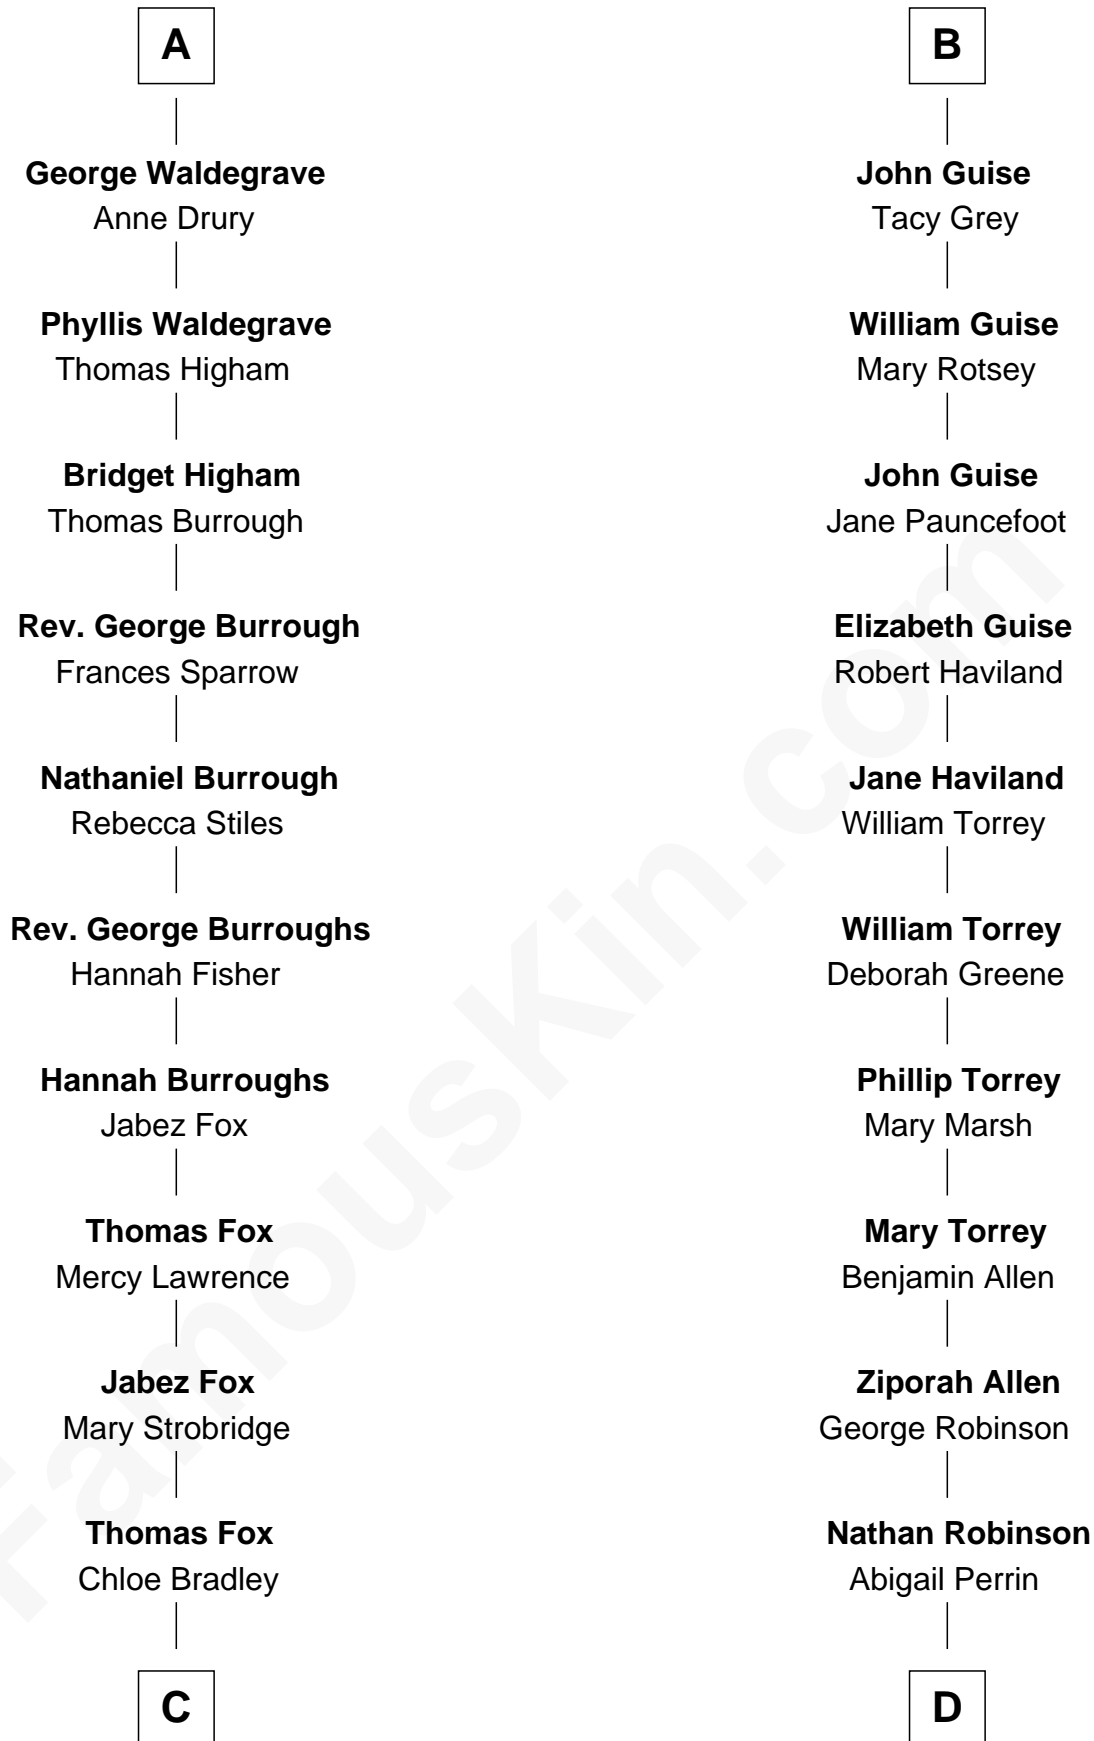 A
George Waldegrave
Anne Drury
Phyllis Waldegrave
Thomas Higham
Bridget Higham
Thomas Burrough
Rev. George Burrough
Frances Sparrow
Nathaniel Burrough
Rebecca Stiles
Rev. George Burroughs
Hannah Fisher
Hannah Burroughs
Jabez Fox
Thomas Fox
Mercy Lawrence
Jabez Fox
Mary Strobridge
Thomas Fox
Chloe Bradley
C
B
John Guise
Tacy Grey
William Guise
Mary Rotsey
John Guise
Jane Pauncefoot
Elizabeth Guise
Robert Haviland
Jane Haviland
William Torrey
William Torrey
Deborah Greene
Phillip Torrey
Mary Marsh
Mary Torrey
Benjamin Allen
Ziporah Allen
George Robinson
Nathan Robinson
Abigail Perrin
D
FamousKin.com